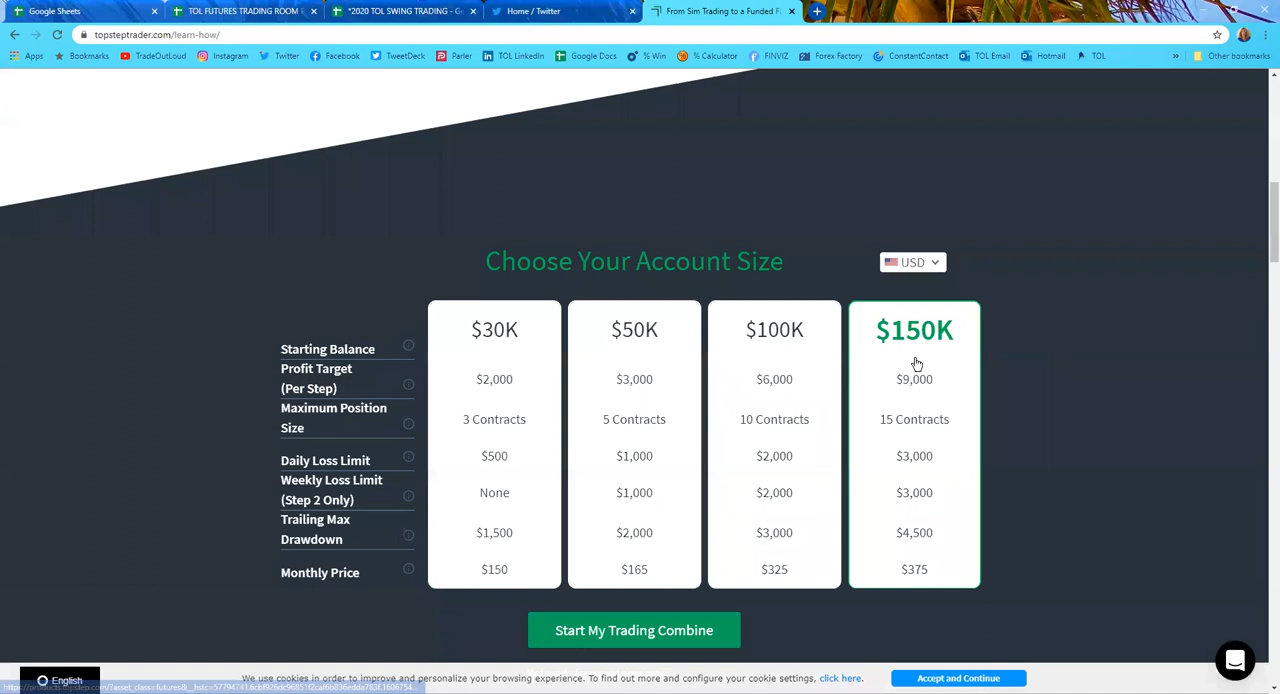 Google Sheets
TOL FUTURES TRADING ROOM
*2020 TOL SWING TRADING - G
Home / Twitter
From Sim Trading to a Funded F
topsteptrader.com/learn-how/
Apps Bookmarks TradeOutLoud Instagram Twitter Facebook TweetDeck Parler TOL LinkedIn Google Docs % Win % Calculator FINVIZ Forex Factory ConstantContact TOL Email Hotmail TOL » Other bookmarks
Choose Your Account Size
USD
$30K $50K $100K $150K
Starting Balance
Profit Target
(Per Step)
$2,000 $3,000 $6,000 $9,000
Maximum Position
Size
3 Contracts 5 Contracts 10 Contracts 15 Contracts
Daily Loss Limit
$500 $1,000 $2,000 $3,000
Weekly Loss Limit
(Step 2 Only)
None $1,000 $2,000 $3,000
Trailing Max
Drawdown
$1,500 $2,000 $3,000 $4,500
Monthly Price
$150 $165 $325 $375
Start My Trading Combine
English
We use cookies in order to improve and personalize your browsing experience. To find out more and configure your cookie settings, click here.
Accept and Continue